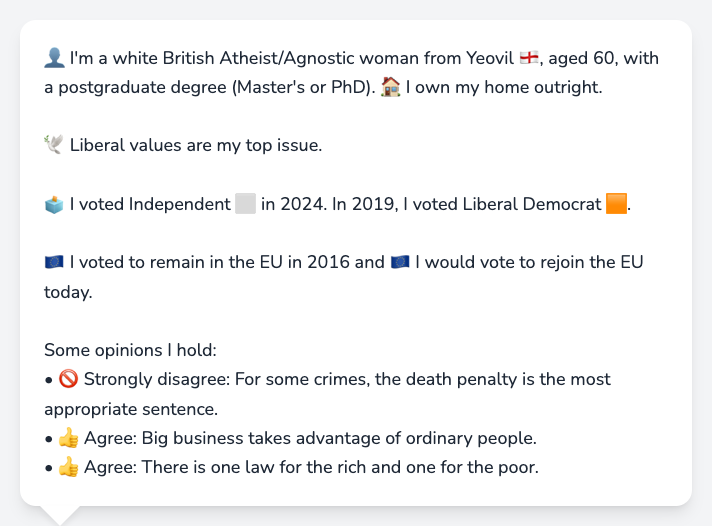 👤 I'm a white British Atheist/Agnostic woman from Yeovil 🏴󠁧󠁢󠁥󠁮󠁧󠁿, aged 60, with
a postgraduate degree (Master's or PhD). 🏠 I own my home outright.
🕊️ Liberal values are my top issue.
🗳️ I voted Independent ⬜ in 2024. In 2019, I voted Liberal Democrat 🟧.
🇪🇺 I voted to remain in the EU in 2016 and 🇪🇺 I would vote to rejoin the EU
today.
Some opinions I hold:
• 🚫 Strongly disagree: For some crimes, the death penalty is the most
appropriate sentence.
• 👍 Agree: Big business takes advantage of ordinary people.
• 👍 Agree: There is one law for the rich and one for the poor.